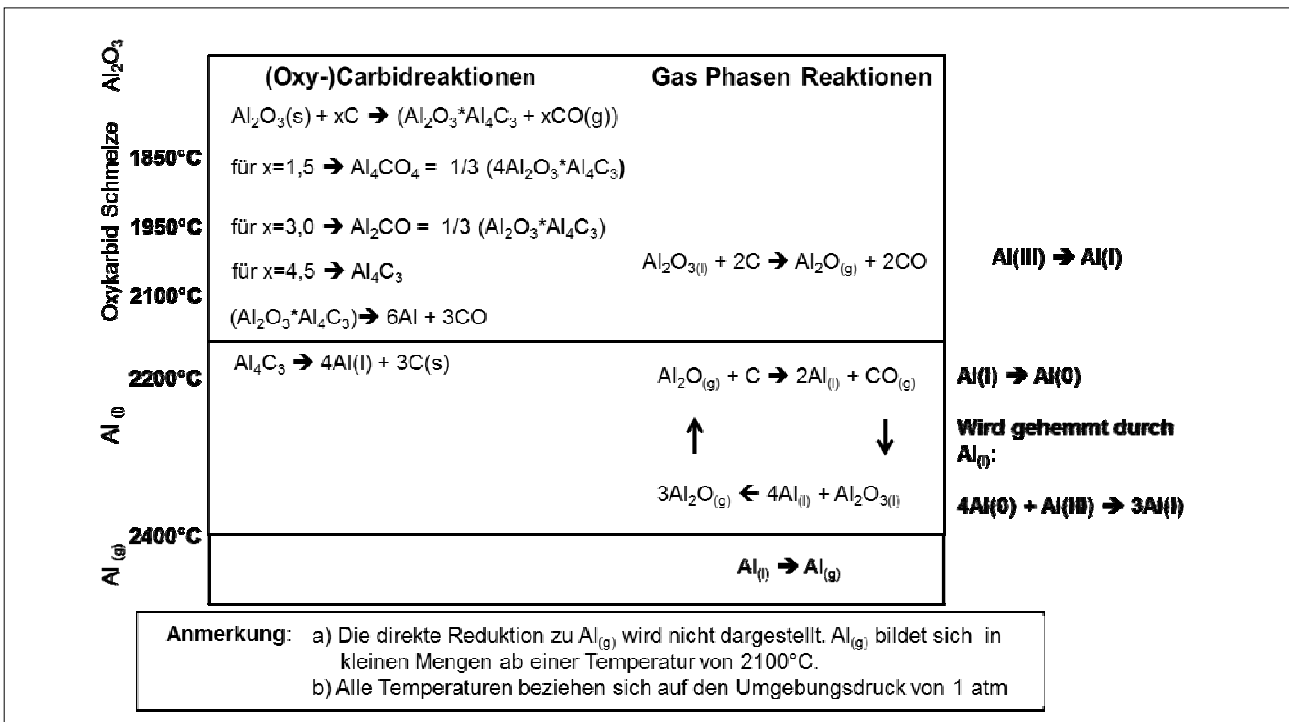 Al₂O₃
Oxykarbid Schmelze
Al (l)
Al (g)
1850°C
1950°C
2100°C
2200°C
2400°C
(Oxy-)Carbidreaktionen
Al₂O₃(s) + xC ➔ (Al₂O₃*Al₄C₃ + xCO(g))
für x=1,5 ➔ Al₄CO₄ = 1/3 (4Al₂O₃*Al₄C₃)
für x=3,0 ➔ Al₂CO = 1/3 (Al₂O₃*Al₄C₃)
für x=4,5 ➔ Al₄C₃
(Al₂O₃*Al₄C₃)➔ 6Al + 3CO
Al₄C₃ ➔ 4Al(l) + 3C(s)
Gas Phasen Reaktionen
Al₂O₃₍ₗ₎ + 2C ➔ Al₂O(g) + 2CO
Al₂O(g) + C ➔ 2Al(l) + CO(g)
↑ ↓
3Al₂O(g) 🡸 4Al(l) + Al₂O₃(l)
Al(l) ➔ Al(g)
Al(III) ➔ Al(I)
Al(I) ➔ Al(0)
Wird gehemmt durch
Al(l):
4Al(0) + Al(III) ➔ 3Al(I)
Anmerkung: a) Die direkte Reduktion zu Al(g) wird nicht dargestellt. Al(g) bildet sich in
kleinen Mengen ab einer Temperatur von 2100°C.
b) Alle Temperaturen beziehen sich auf den Umgebungsdruck von 1 atm